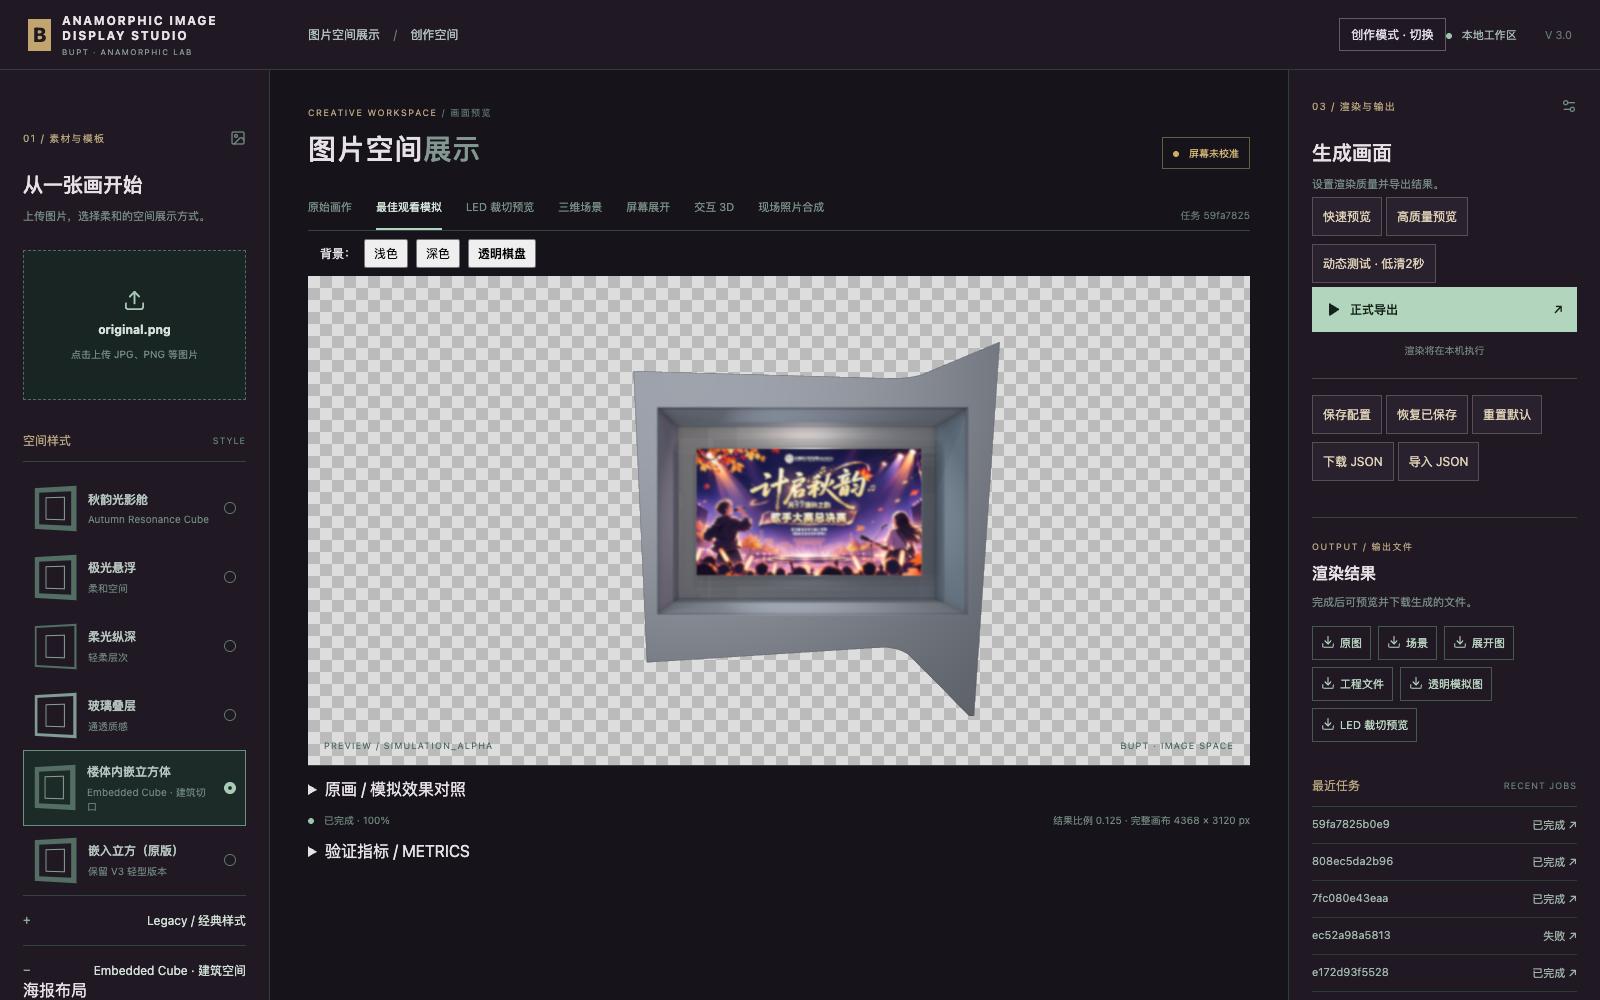 B
ANAMORPHIC IMAGE
DISPLAY STUDIO
BUPT · ANAMORPHIC LAB
图片空间展示 / 创作空间
创作模式 · 切换
本地工作区
V 3.0
01 / 素材与模板
从一张画开始
上传图片，选择柔和的空间展示方式。
original.png
点击上传 JPG、PNG 等图片
空间样式
STYLE
秋韵光影舱
Autumn Resonance Cube
极光悬浮
柔和空间
柔光纵深
轻柔层次
玻璃叠层
通透质感
楼体内嵌立方体
Embedded Cube · 建筑切
口
嵌入立方（原版）
保留 V3 轻型版本
+ Legacy / 经典样式
− Embedded Cube · 建筑空间
海报布局
CREATIVE WORKSPACE / 画面预览
图片空间展示
屏幕未校准
原始画作
最佳观看模拟
LED 裁切预览
三维场景
屏幕展开
交互 3D
现场照片合成
任务 59fa7825
背景：
浅色
深色
透明棋盘
计启秋韵
歌手大赛总决赛
PREVIEW / SIMULATION_ALPHA
BUPT · IMAGE SPACE
原画 / 模拟效果对照
已完成 · 100%
结果比例 0.125 · 完整画布 4368 × 3120 px
验证指标 / METRICS
03 / 渲染与输出
生成画面
设置渲染质量并导出结果。
快速预览
高质量预览
动态测试 · 低清2秒
正式导出
渲染将在本机执行
保存配置
恢复已保存
重置默认
下载 JSON
导入 JSON
OUTPUT / 输出文件
渲染结果
完成后可预览并下载生成的文件。
原图
场景
展开图
工程文件
透明模拟图
LED 裁切预览
最近任务
RECENT JOBS
59fa7825b0e9 已完成 ↗
808ec5da2b96 已完成 ↗
7fc080e43eaa 已完成 ↗
ec52a98a5813 失败 ↗
e172d93f5528 已完成 ↗